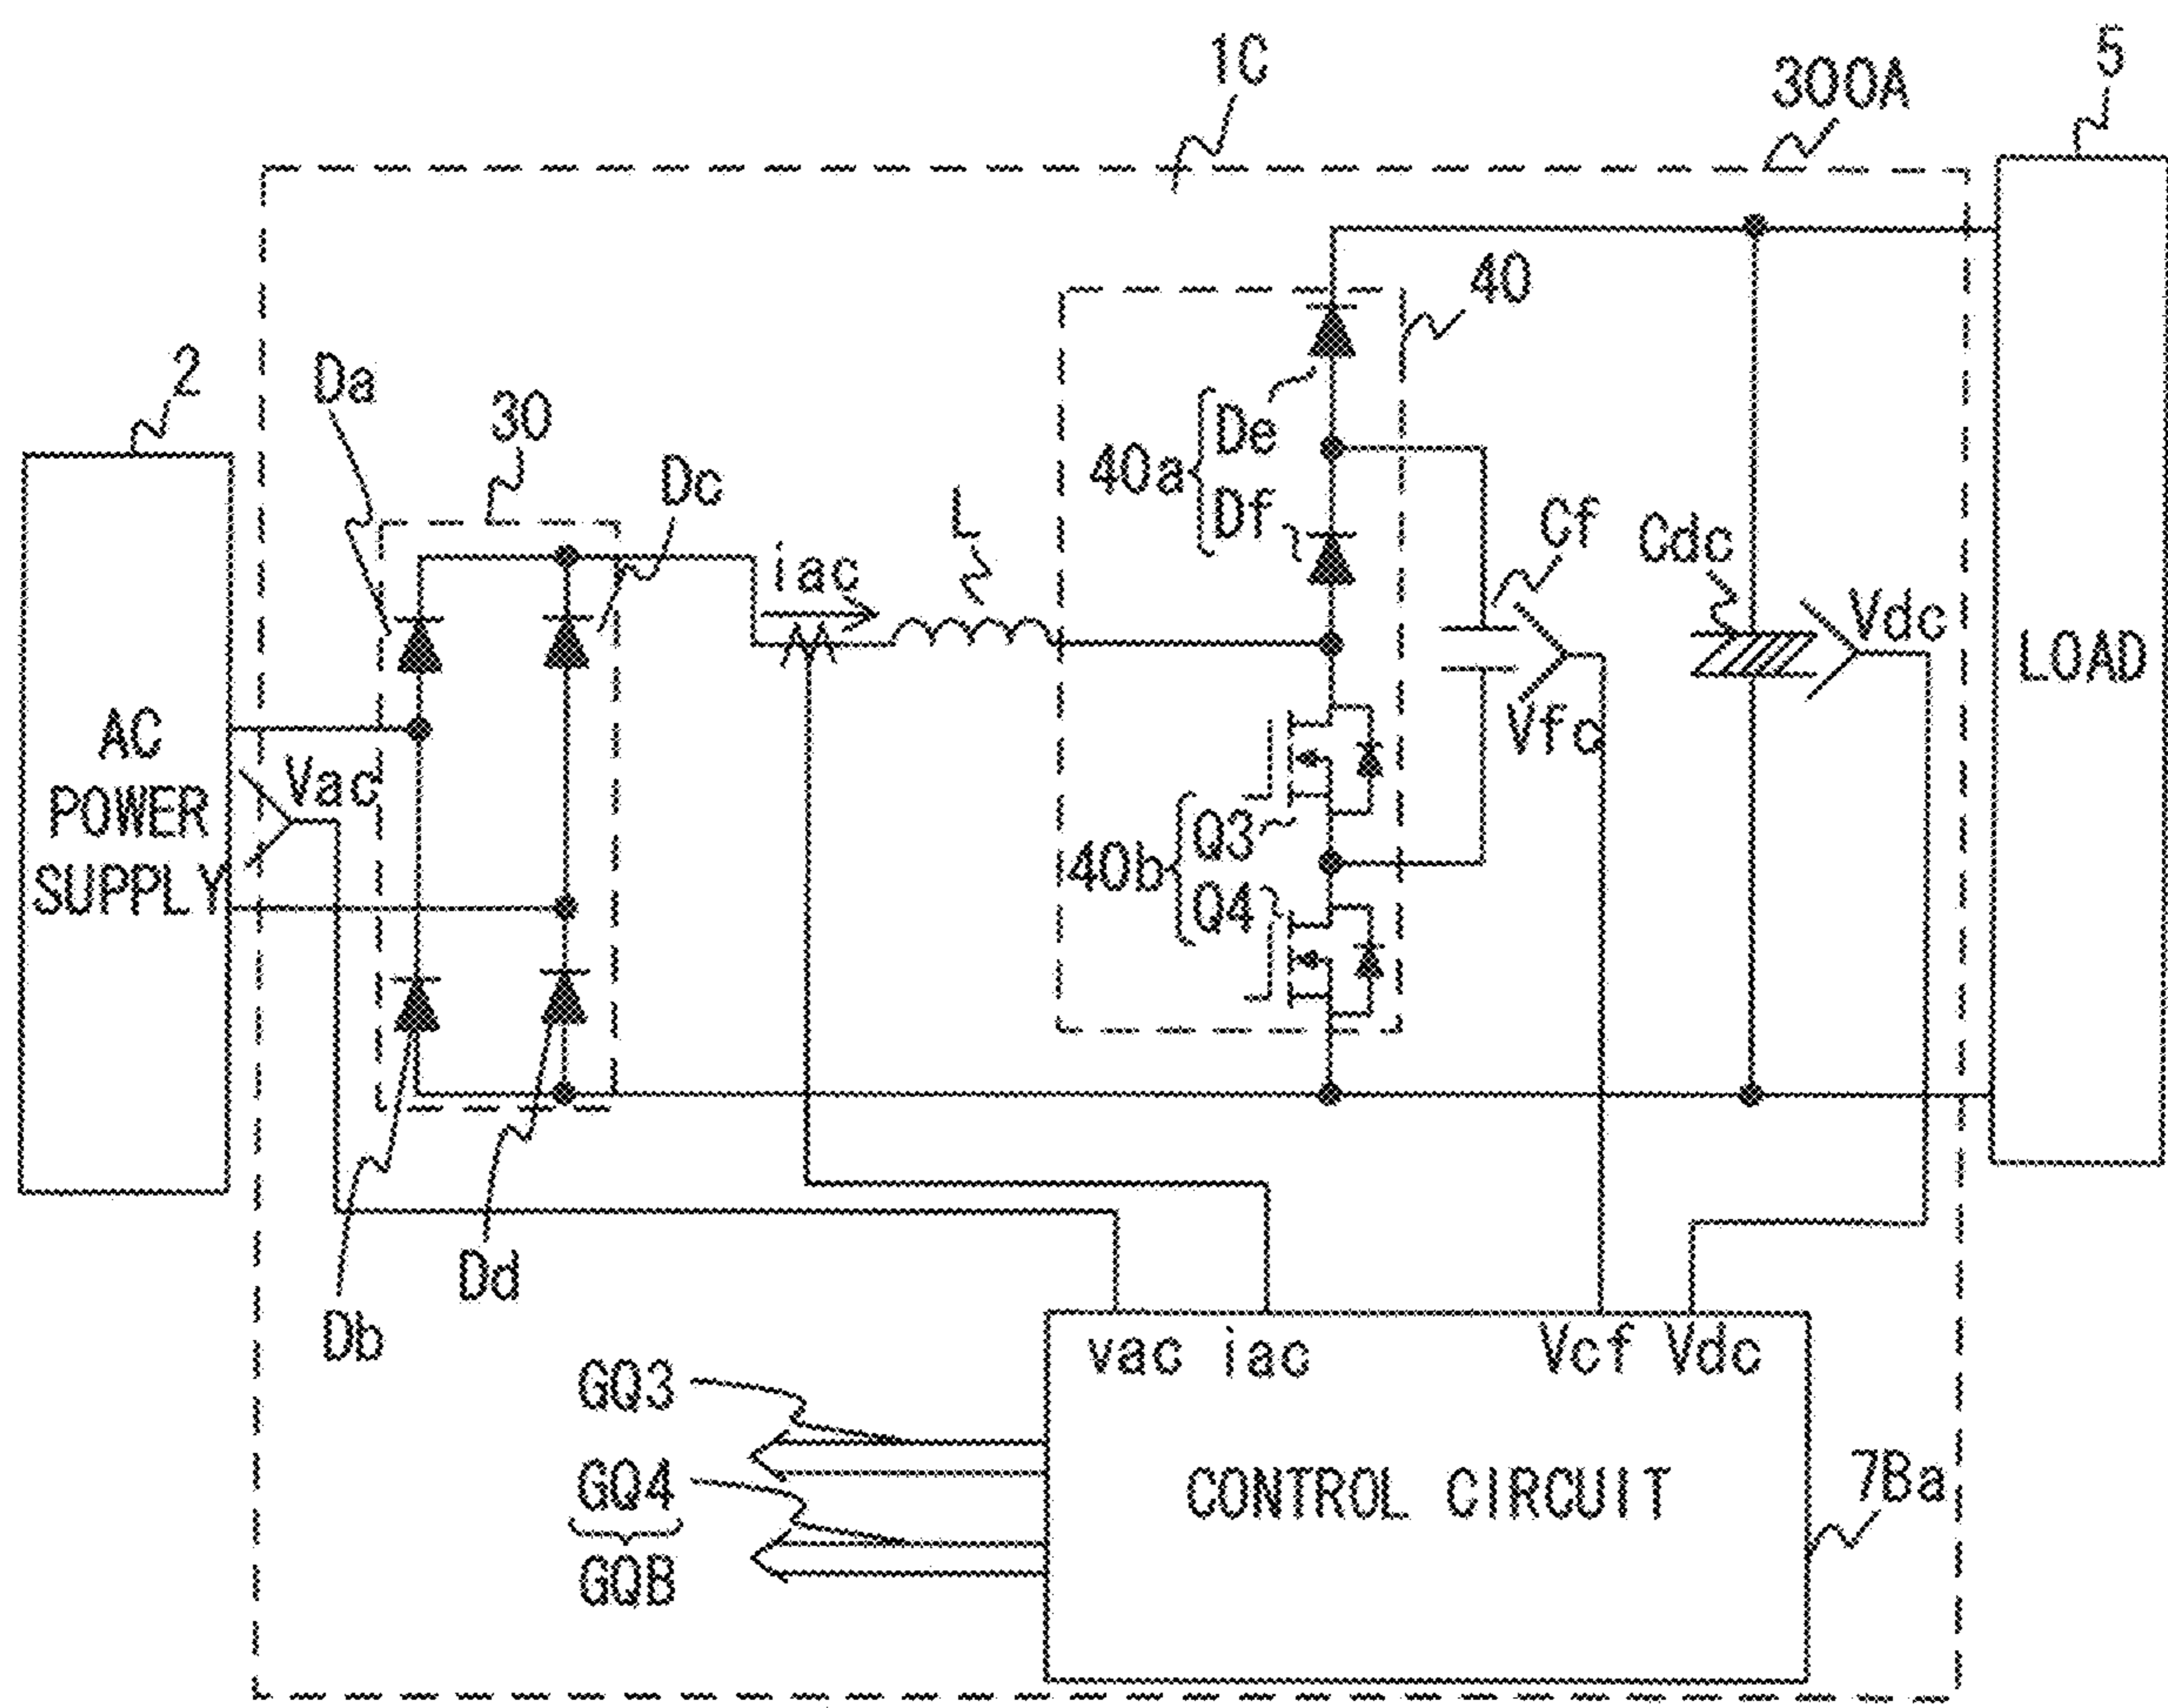 1C
300A
5
40
2
Da
30
Dc
De
40a
Df
L
Cf
Cdc
iac
Vdc
LOAD
AC
POWER
SUPPLY
Vac
Vfc
Q3
40b
Q4
Dd
Db
vac iac Vcf Vdc
GQ3
GQ4
GQB
CONTROL CIRCUIT
7Ba